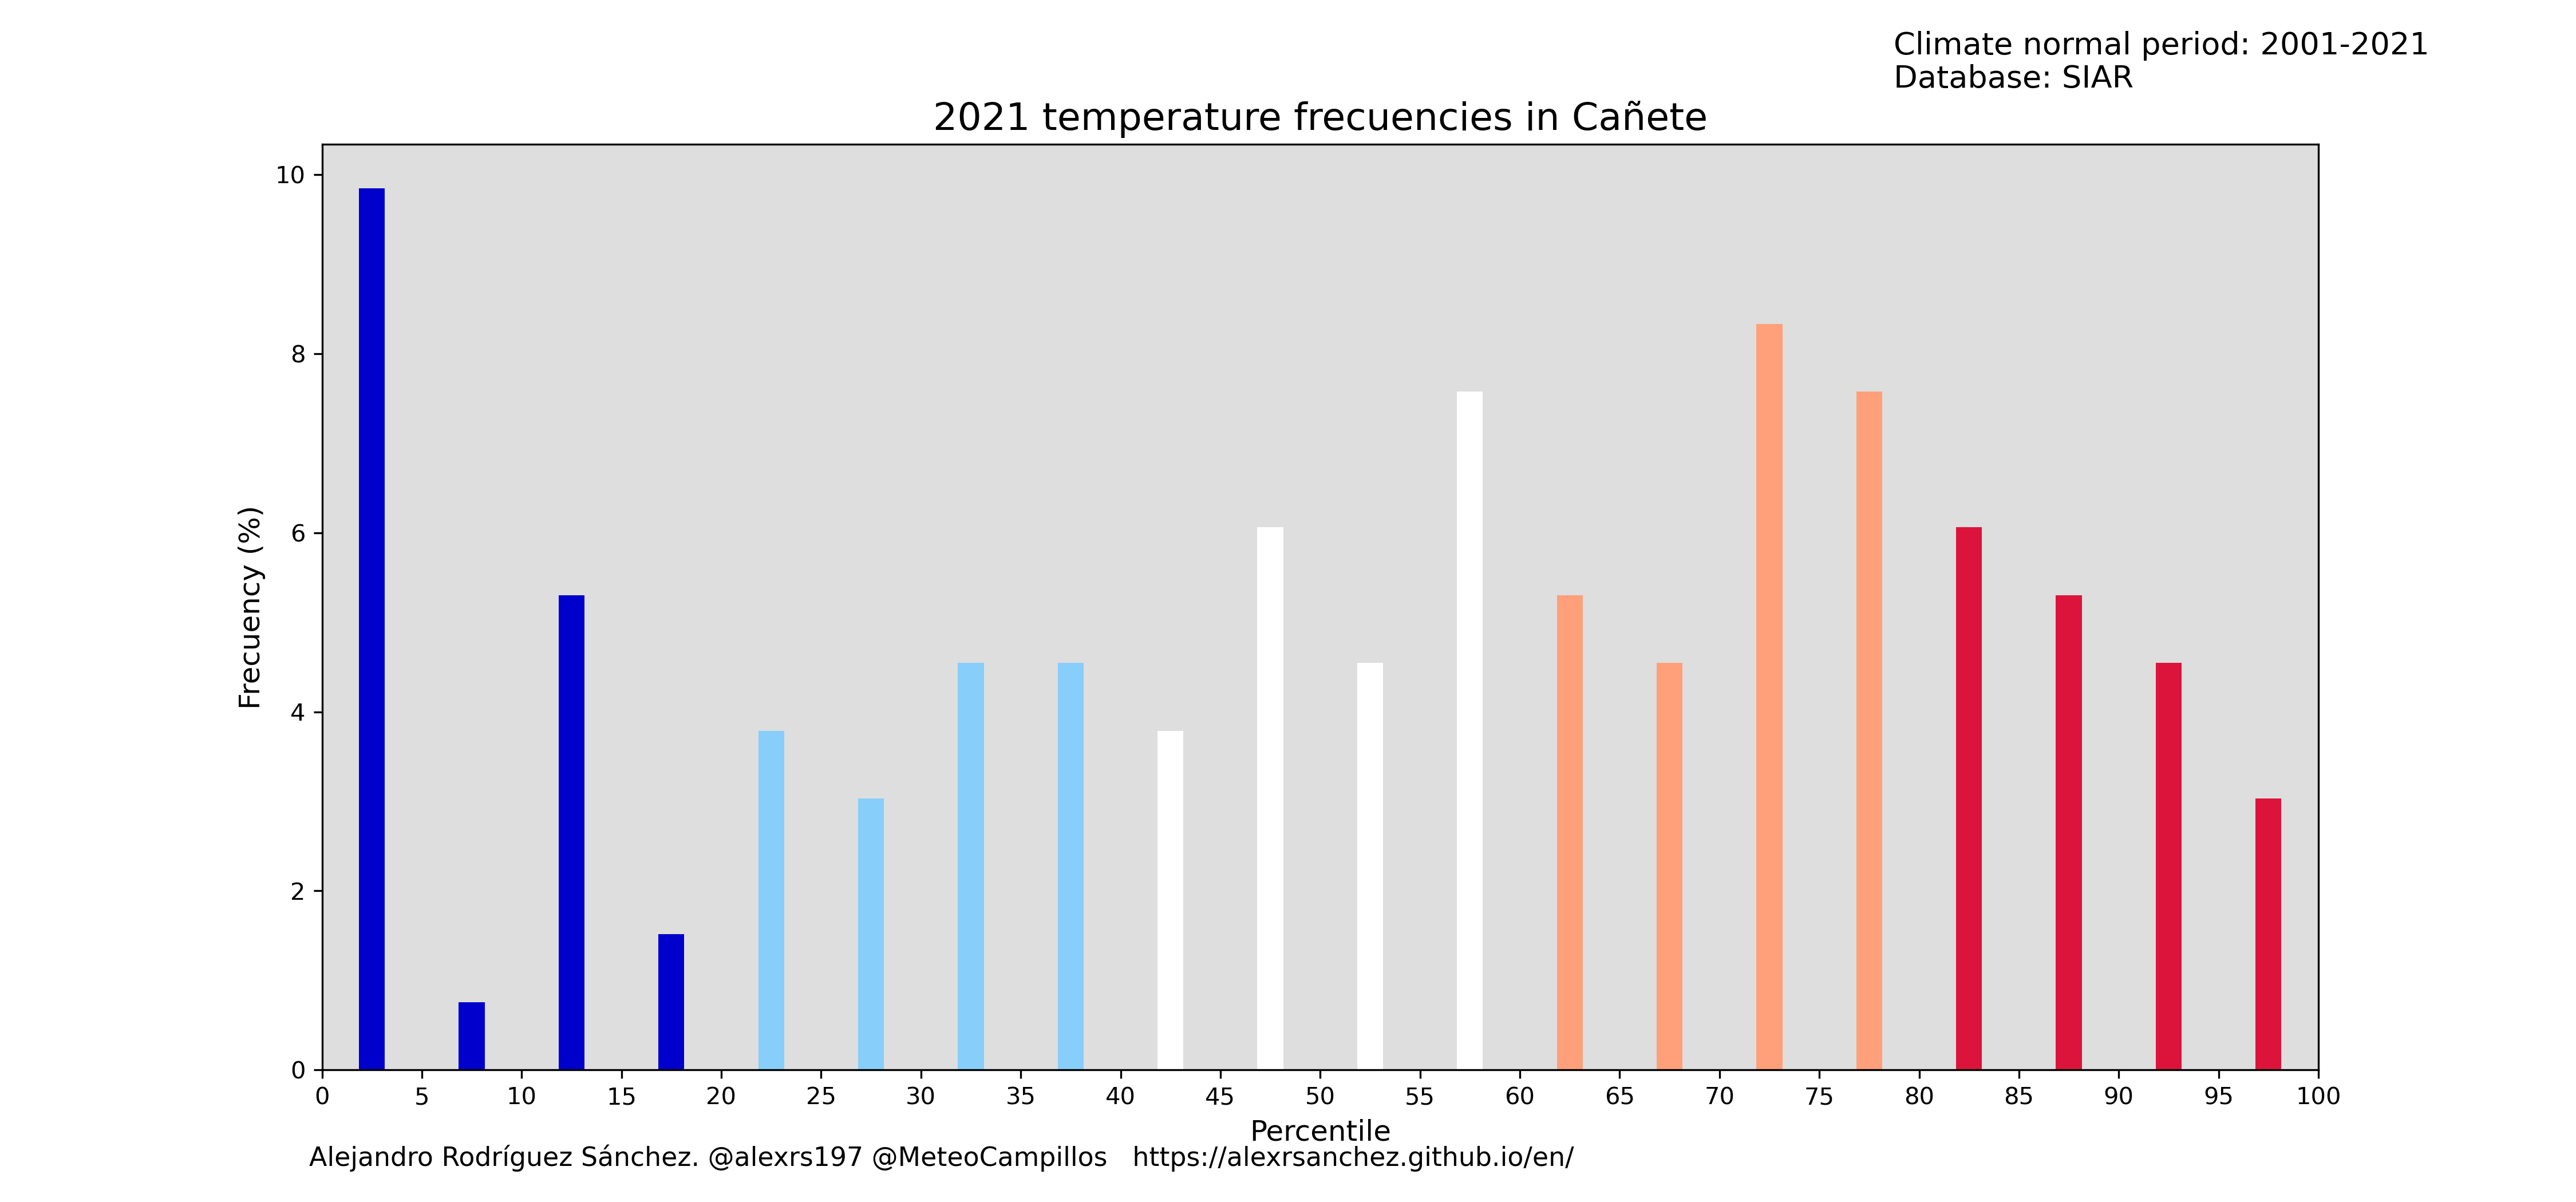 Climate normal period: 2001-2021
Database: SIAR
2021 temperature frecuencies in Cañete
10
8
6
4
2
0
Frecuency (%)
0 5 10 15 20 25 30 35 40 45 50 55 60 65 70 75 80 85 90 95 100
Percentile
Alejandro Rodríguez Sánchez. @alexrs197 @MeteoCampillos https://alexrsanchez.github.io/en/